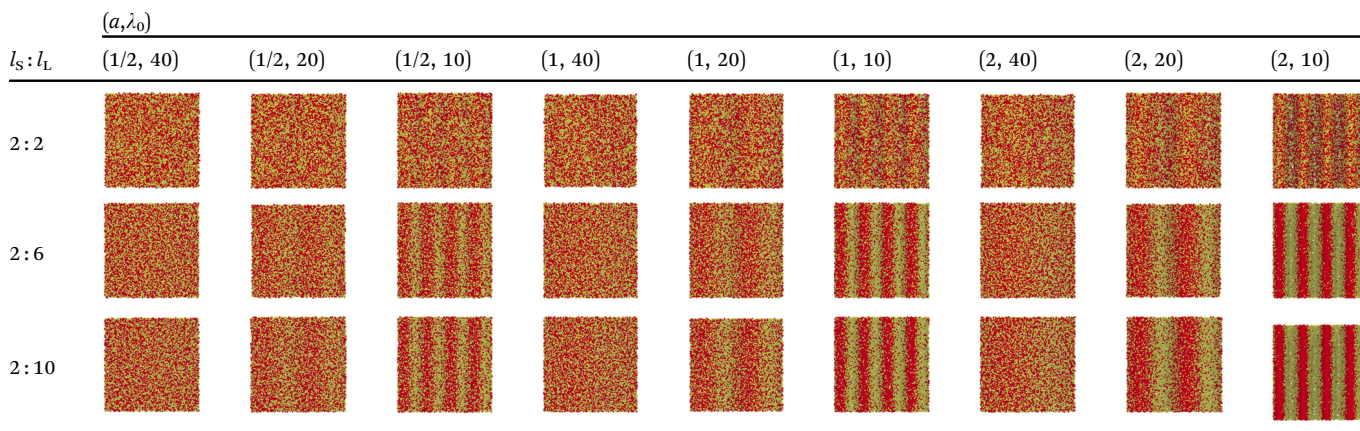 (a,λ₀)
lS : lL (1/2, 40) (1/2, 20) (1/2, 10) (1, 40) (1, 20) (1, 10) (2, 40) (2, 20) (2, 10)
2 : 2
2 : 6
2 : 10